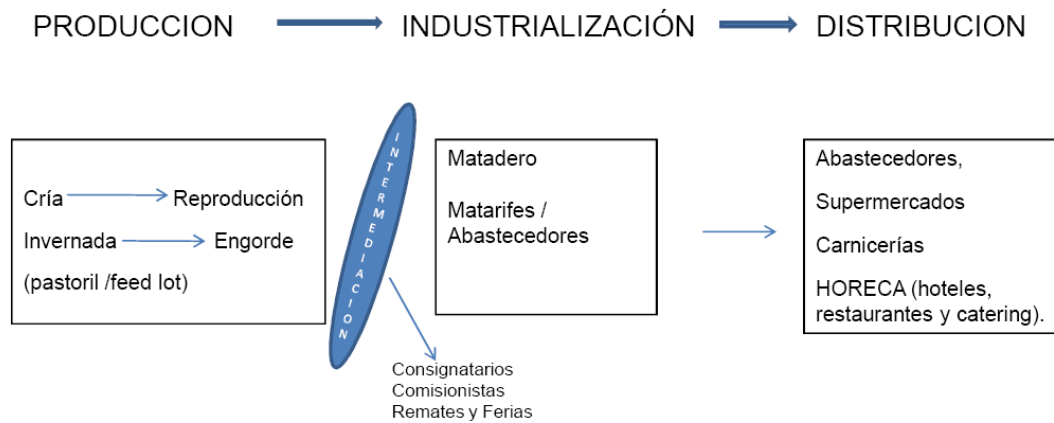 PRODUCCION
INDUSTRIALIZACIÓN
DISTRIBUCION
Cría
Reproducción
Invernada
Engorde
(pastoril /feed lot)
INTERMEDIACION
Consignatarios
Comisionistas
Remates y Ferias
Matadero
Matarifes /
Abastecedores
Abastecedores,
Supermercados
Carnicerías
HORECA (hoteles,
restaurantes y catering).